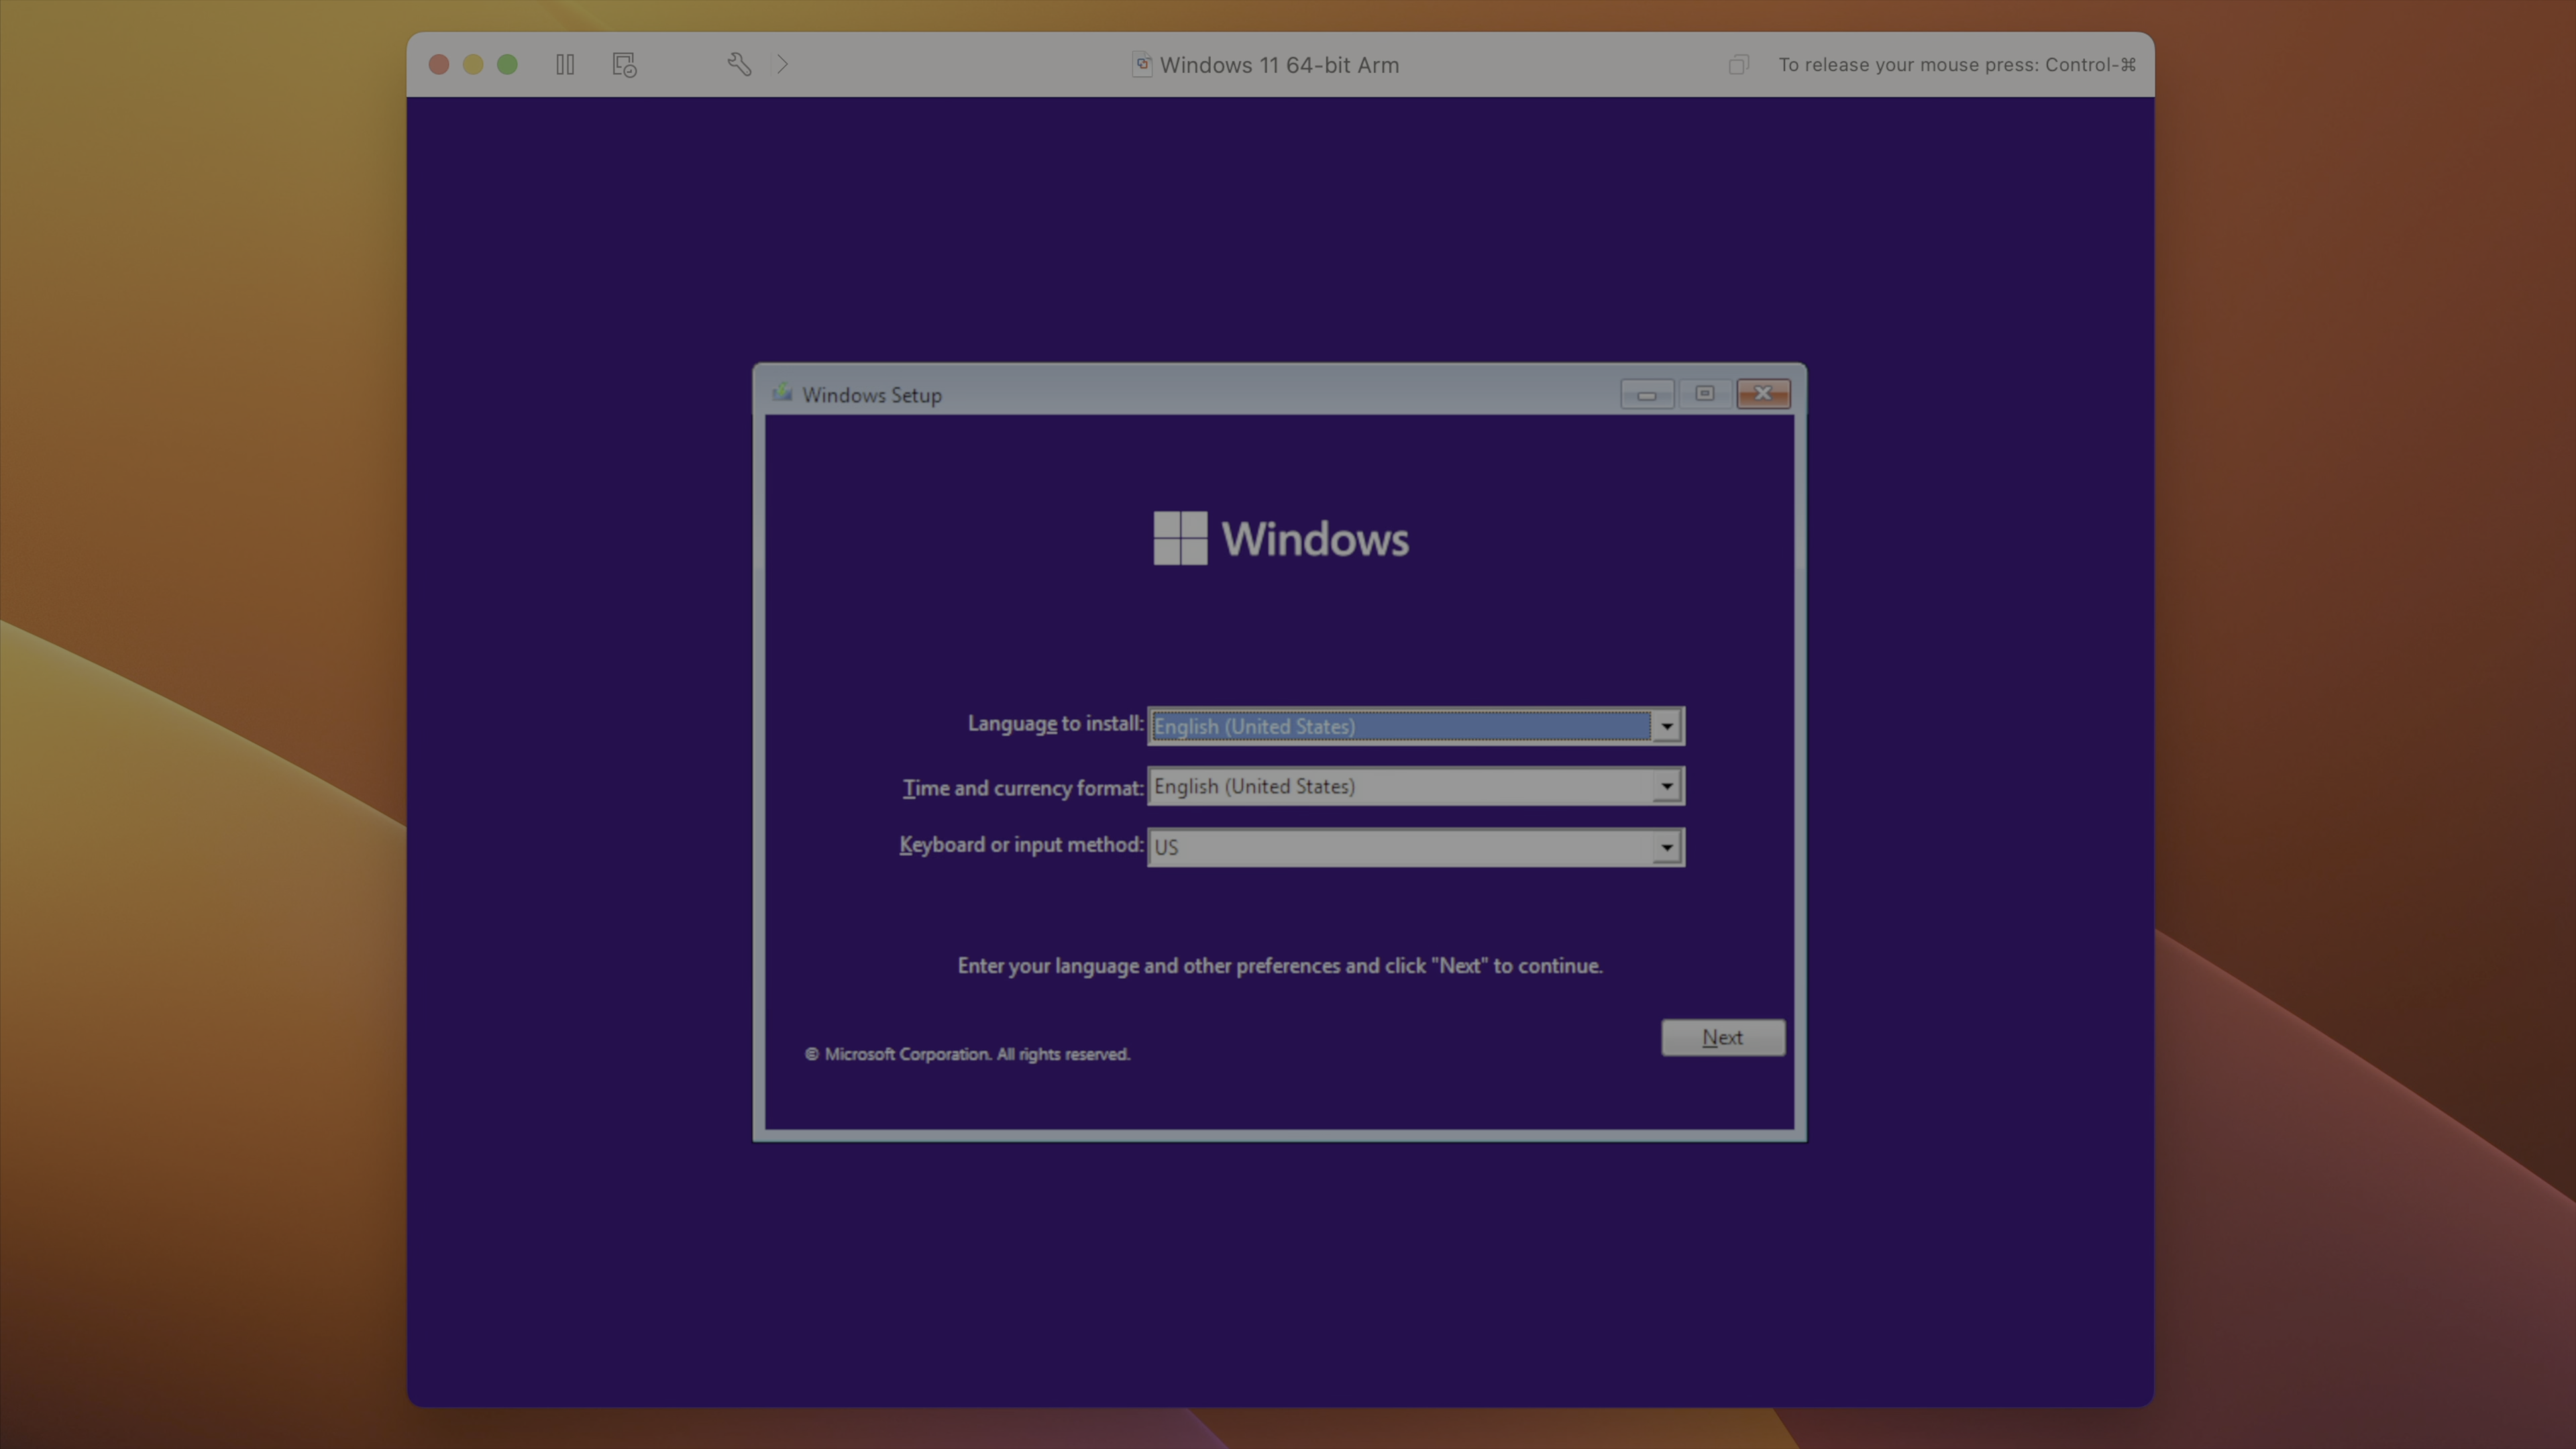 Windows 11 64-bit Arm
To release your mouse press: Control-⌘
Windows Setup
Windows
Language to install: English (United States)
Time and currency format: English (United States)
Keyboard or input method: US
Enter your language and other preferences and click "Next" to continue.
Next
© Microsoft Corporation. All rights reserved.